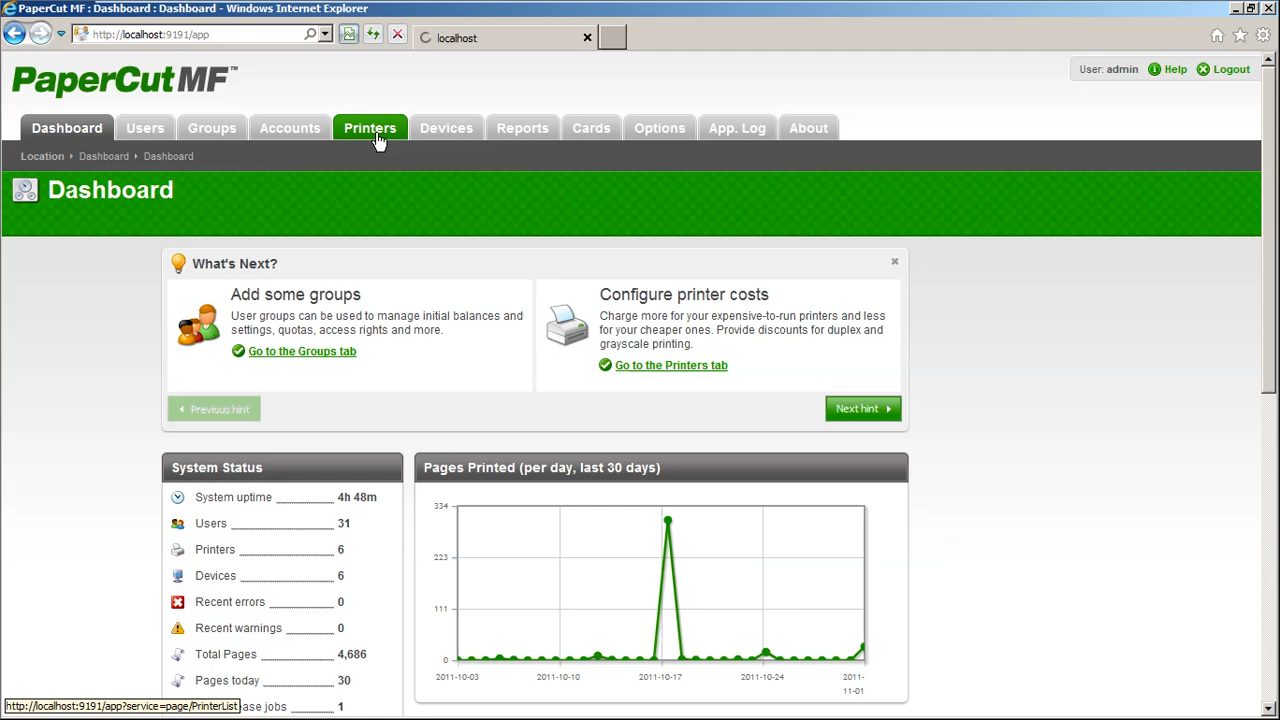 PaperCut MF : Dashboard : Dashboard - Windows Internet Explorer
http://localhost:9191/app
localhost
PaperCut MF™
User: admin Help Logout
Dashboard Users Groups Accounts Printers Devices Reports Cards Options App. Log About
Location Dashboard Dashboard
Dashboard
What's Next?
Add some groups
User groups can be used to manage initial balances and
settings, quotas, access rights and more.
Go to the Groups tab
Configure printer costs
Charge more for your expensive-to-run printers and less
for your cheaper ones. Provide discounts for duplex and
grayscale printing.
Go to the Printers tab
Previous hint
Next hint
System Status
System uptime 4h 48m
Users 31
Printers 6
Devices 6
Recent errors 0
Recent warnings 0
Total Pages 4,686
Pages today 30
ease jobs 1
Pages Printed (per day, last 30 days)
334
223
111
0
2011-10-03 2011-10-10 2011-10-17 2011-10-24 2011-
11-01
http://localhost:9191/app?service=page/PrinterList